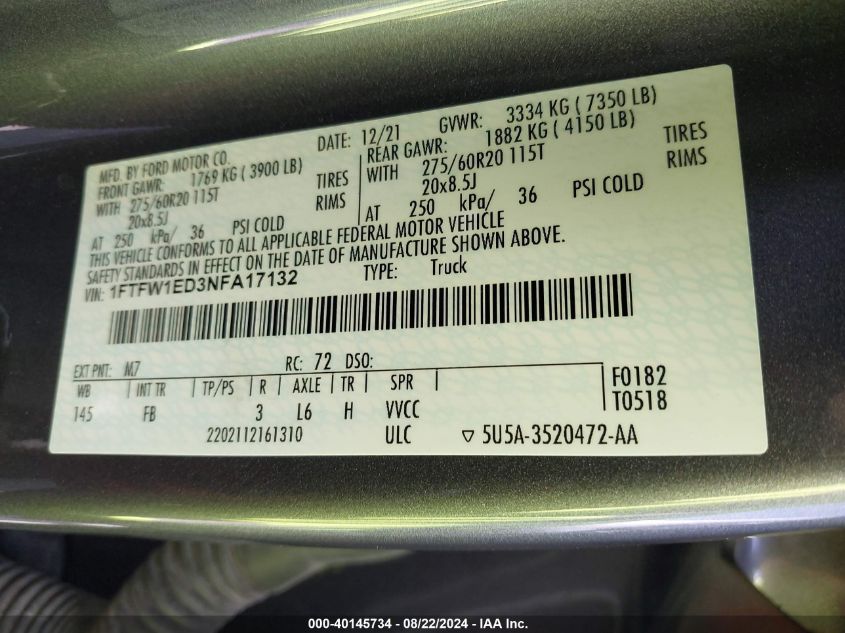 MFD. BY FORD MOTOR CO. DATE: 12/21 GVWR: 3334 KG ( 7350 LB)
FRONT GAWR: 1769 KG ( 3900 LB) REAR GAWR: 1882 KG ( 4150 LB)
WITH 275/60R20 115T TIRES WITH 275/60R20 115T TIRES
20x8.5J RIMS 20x8.5J RIMS
AT 250 kPa/ 36 PSI COLD AT 250 kPa/ 36 PSI COLD
THIS VEHICLE CONFORMS TO ALL APPLICABLE FEDERAL MOTOR VEHICLE
SAFETY STANDARDS IN EFFECT ON THE DATE OF MANUFACTURE SHOWN ABOVE.
VIN: 1FTFW1ED3NFA17132 TYPE: Truck
EXT PNT: M7 RC: 72 DSO:
WB INT TR TP/PS R AXLE TR SPR F0182
145 FB 3 L6 H VVCC T0518
2202112161310 ULC ▽ 5U5A-3520472-AA
000-40145734 - 08/22/2024 - IAA Inc.